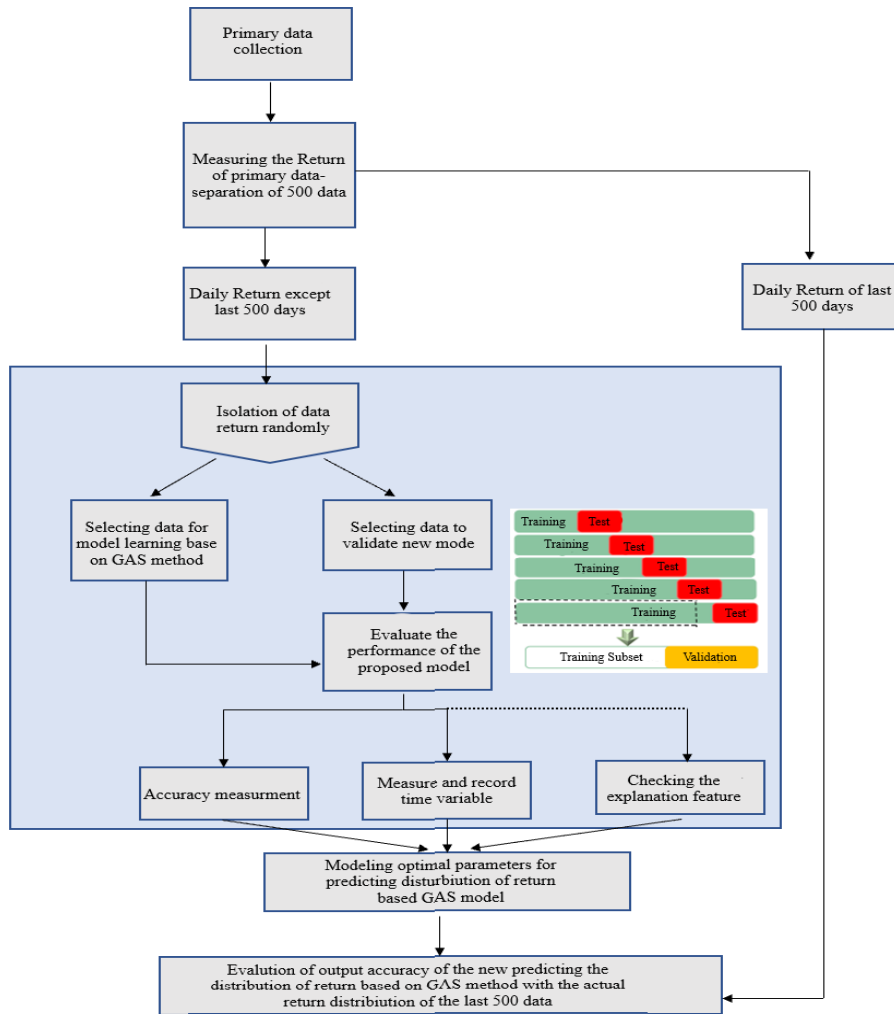 Primary data
collection
Measuring the Return
of primary data-
separation of 500 data
Daily Return except
last 500 days
Daily Return of last
500 days
Isolation of data
return randomly
Selecting data for
model learning base
on GAS method
Selecting data to
validate new mode
Training Test
Training Test
Training Test
Training Test
Training Test
Training Subset Validation
Evaluate the
performance of the
proposed model
Accuracy measurment
Measure and record
time variable
Checking the
explanation feature
Modeling optimal parameters for
predicting disturbiution of return
based GAS model
Evalution of output accuracy of the new predicting the
distribution of return based on GAS method with the actual
return distribiution of the last 500 data